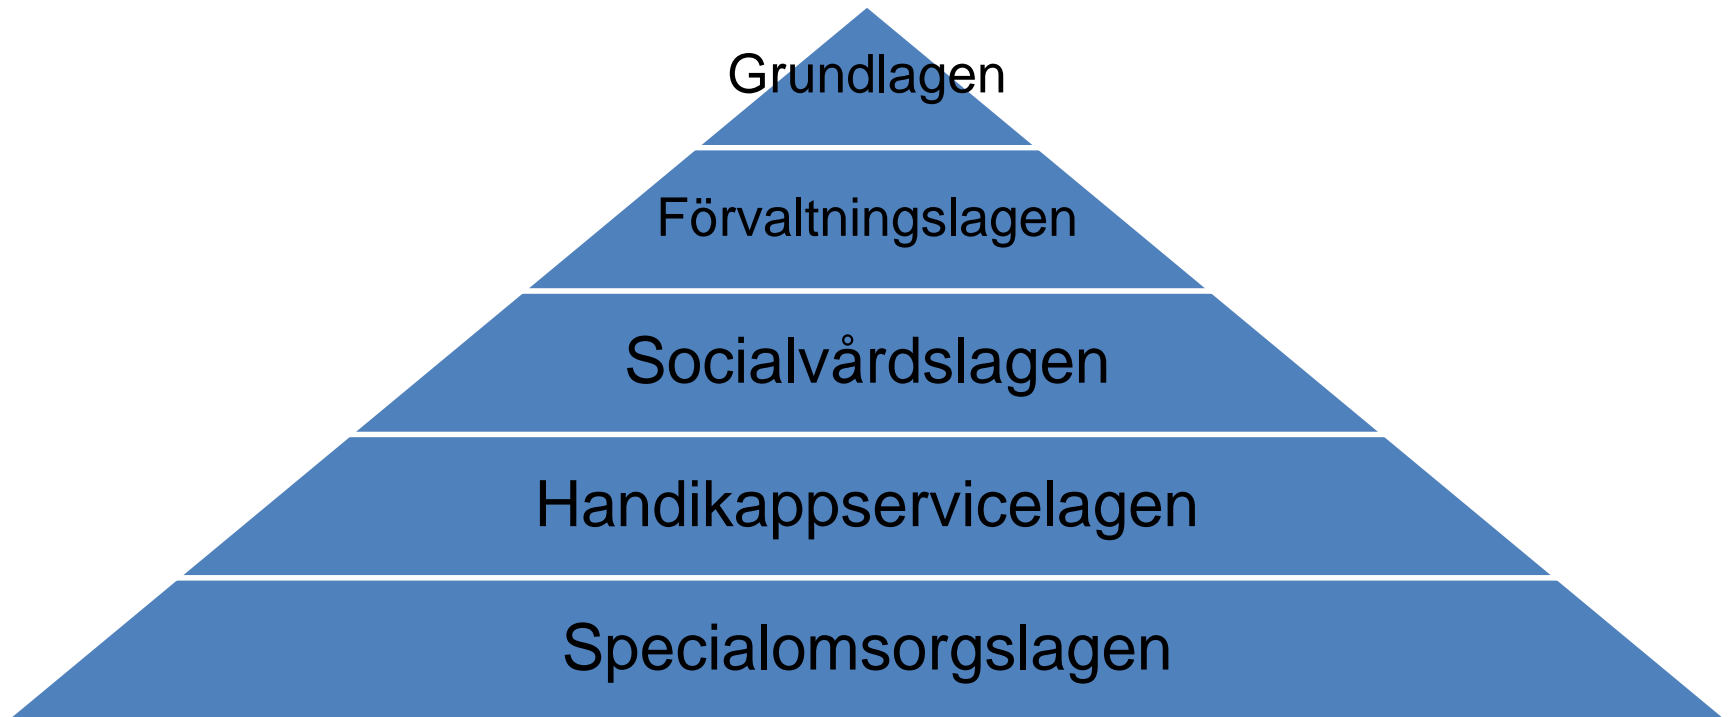 Grundlagen
Förvaltningslagen
Socialvårdslagen
Handikappservicelagen
Specialomsorgslagen